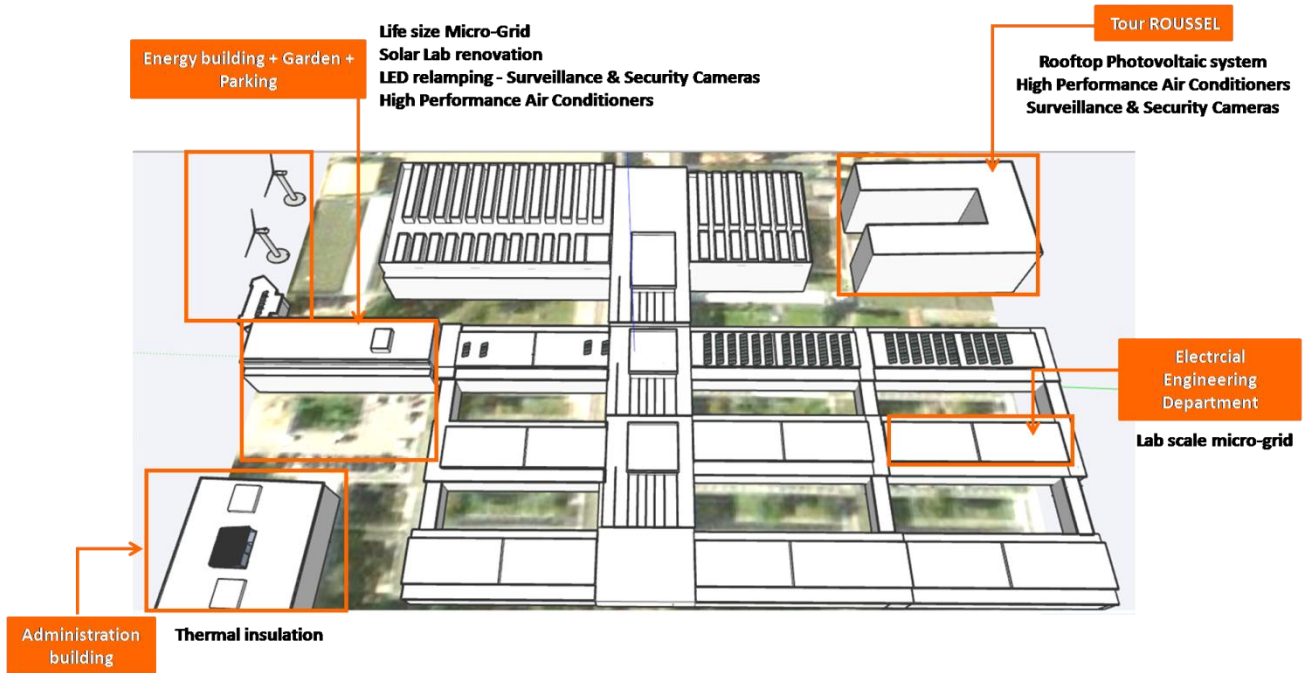 Energy building + Garden +
Parking
Life size Micro-Grid
Solar Lab renovation
LED relamping - Surveillance & Security Cameras
High Performance Air Conditioners
Tour ROUSSEL
Rooftop Photovoltaic system
High Performance Air Conditioners
Surveillance & Security Cameras
Electrcial
Engineering
Department
Lab scale micro-grid
Administration
building
Thermal insulation